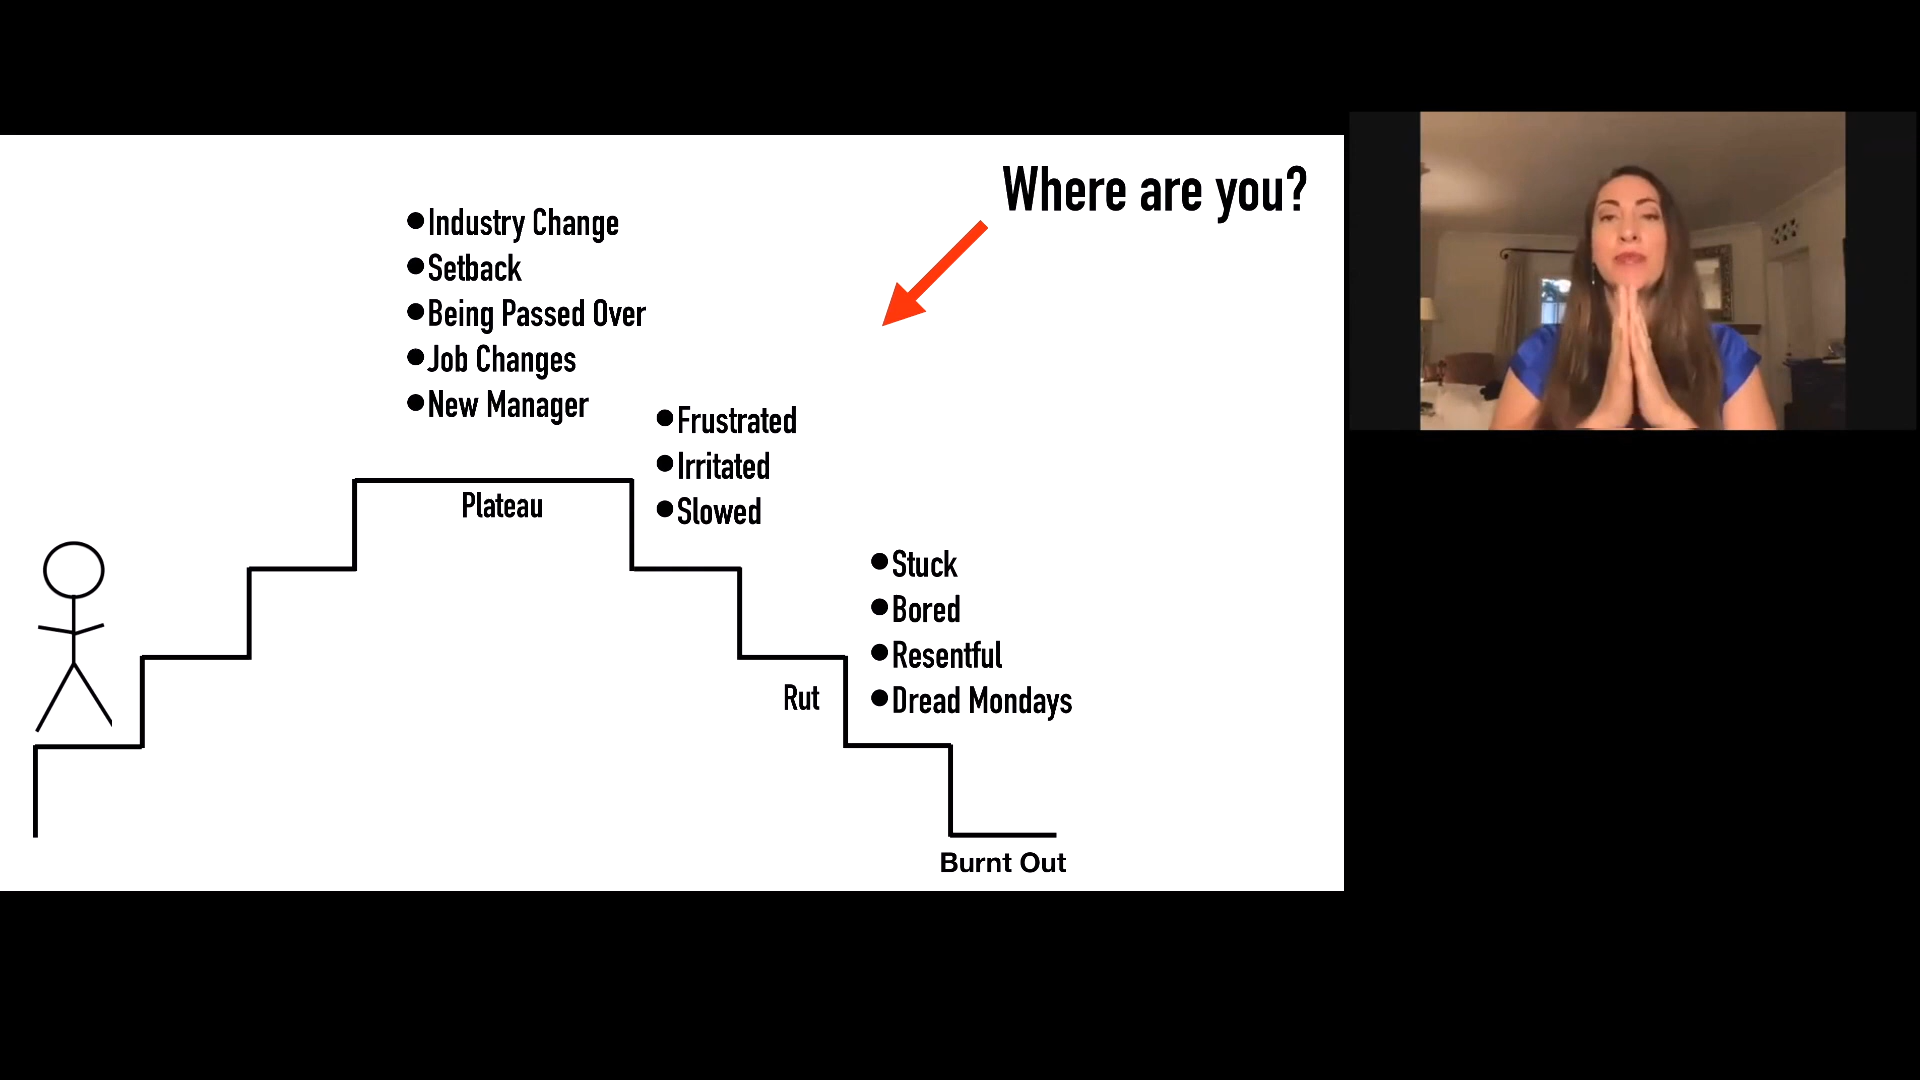 Where are you?
●Industry Change
●Setback
●Being Passed Over
●Job Changes
●New Manager
●Frustrated
●Irritated
●Slowed
Plateau
●Stuck
●Bored
●Resentful
●Dread Mondays
Rut
Burnt Out